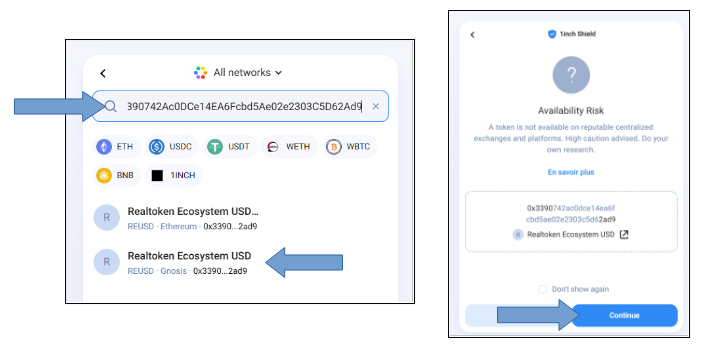 All networks
390742Ac0DCe14EA6Fcbd5Ae02e2303C5D62Ad9
ETH USDC USDT WETH WBTC
BNB 1INCH
R
Realtoken Ecosystem USD...
REUSD · Ethereum · 0x3390...2ad9
R
Realtoken Ecosystem USD
REUSD · Gnosis · 0x3390...2ad9
1inch Shield
?
Availability Risk
A token is not available on reputable centralized
exchanges and platforms. High caution advised. Do your
own research.
En savoir plus
0x3390742ac0dce14ea6f
cbd5ae02e2303c5d62ad9
R Realtoken Ecosystem USD
Don't show again
Continue